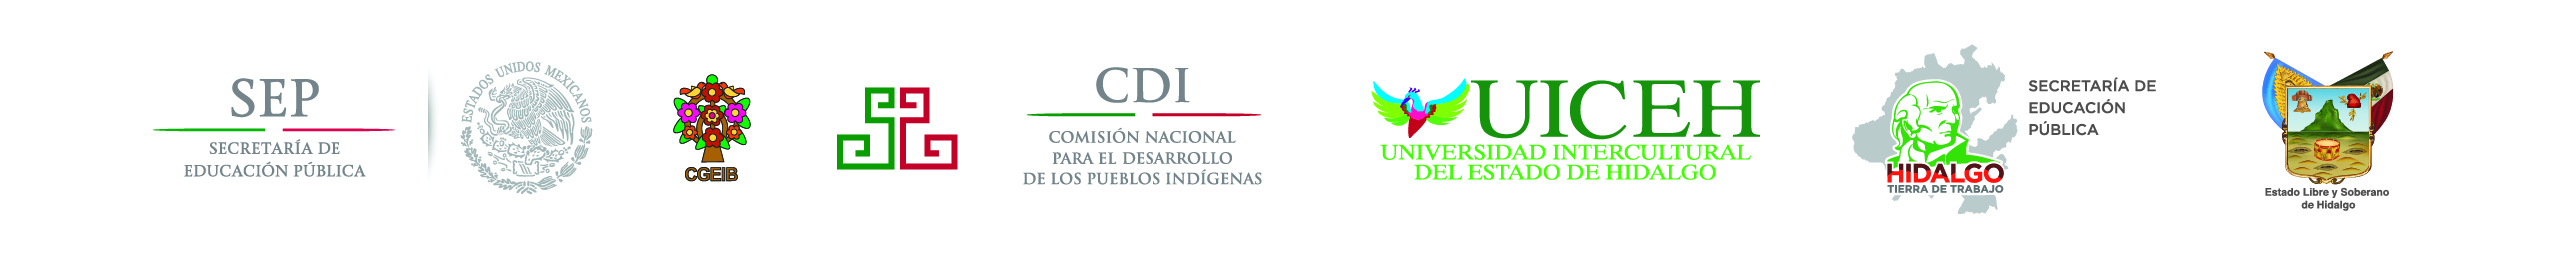 SEP
SECRETARÍA DE
EDUCACIÓN PÚBLICA
ESTADOS UNIDOS MEXICANOS
CGEIB
CDI
COMISIÓN NACIONAL
PARA EL DESARROLLO
DE LOS PUEBLOS INDÍGENAS
UICEH
UNIVERSIDAD INTERCULTURAL
DEL ESTADO DE HIDALGO
HIDALGO
TIERRA DE TRABAJO
SECRETARÍA DE
EDUCACIÓN
PÚBLICA
Estado Libre y Soberano
de Hidalgo